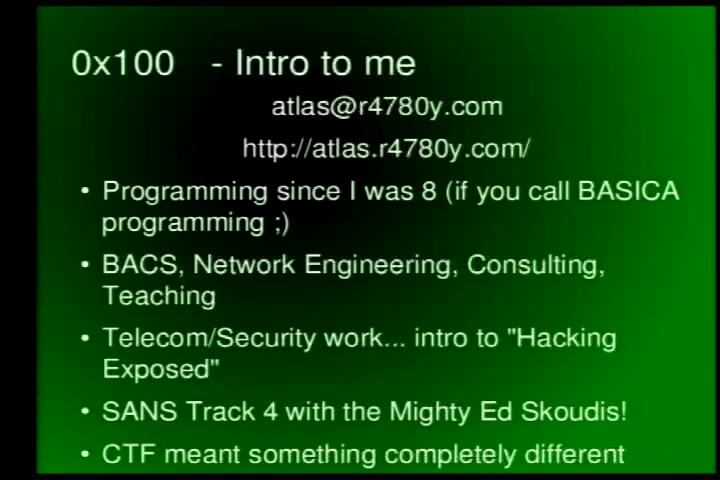 0x100 - Intro to me
atlas@r4780y.com
http://atlas.r4780y.com/
• Programming since I was 8 (if you call BASICA
programming ;)
• BACS, Network Engineering, Consulting,
Teaching
• Telecom/Security work... intro to "Hacking
Exposed"
• SANS Track 4 with the Mighty Ed Skoudis!
• CTF meant something completely different